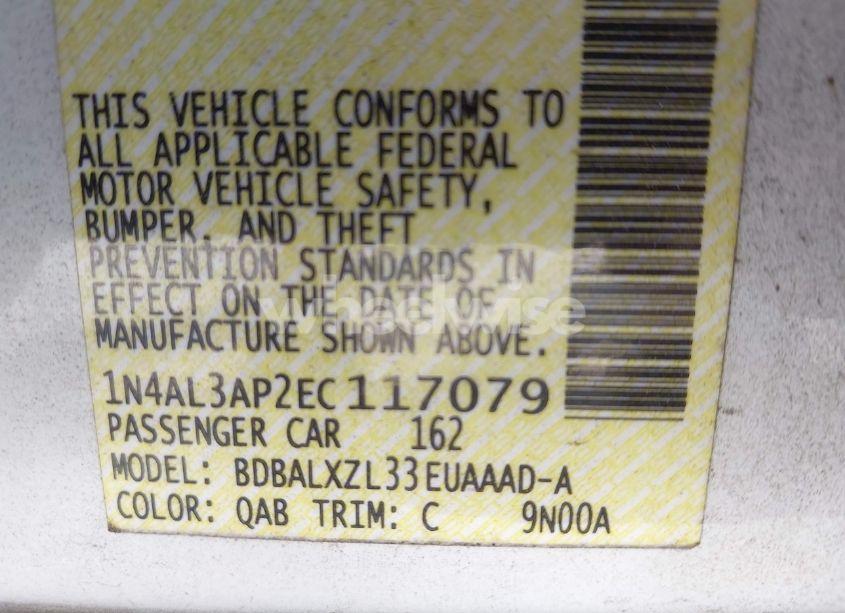 THIS VEHICLE CONFORMS TO
ALL APPLICABLE FEDERAL
MOTOR VEHICLE SAFETY,
BUMPER, AND THEFT
PREVENTION STANDARDS IN
EFFECT ON THE DATE OF
wheelwise
MANUFACTURE SHOWN ABOVE.
1N4AL3AP2EC117079
PASSENGER CAR 162
MODEL: BDBALXZL33EUAAAD-A
COLOR: QAB TRIM: C 9N00A